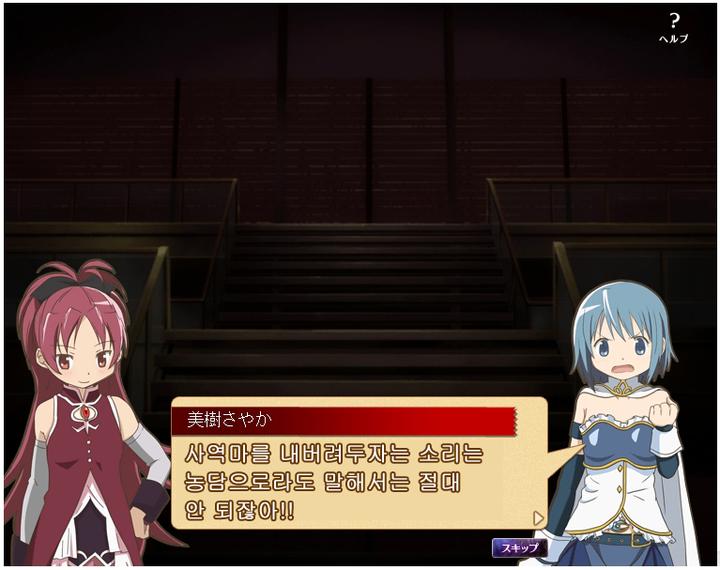 ?
ヘルプ
美樹さやか
사역마를 내버려두자는 소리는
농담으로라도 말해서는 절대
안 되잖아!!
スキップ